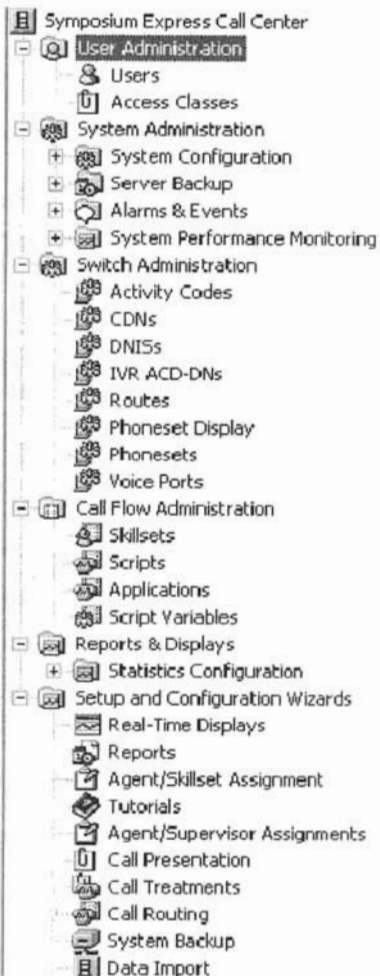 Symposium Express Call Center
User Administration
Users
Access Classes
System Administration
System Configuration
Server Backup
Alarms & Events
System Performance Monitoring
Switch Administration
Activity Codes
CDNs
DNISs
IVR ACD-DNs
Routes
Phoneset Display
Phonesets
Voice Ports
Call Flow Administration
Skillsets
Scripts
Applications
Script Variables
Reports & Displays
Statistics Configuration
Setup and Configuration Wizards
Real-Time Displays
Reports
Agent/Skillset Assignment
Tutorials
Agent/Supervisor Assignments
Call Presentation
Call Treatments
Call Routing
System Backup
Data Import